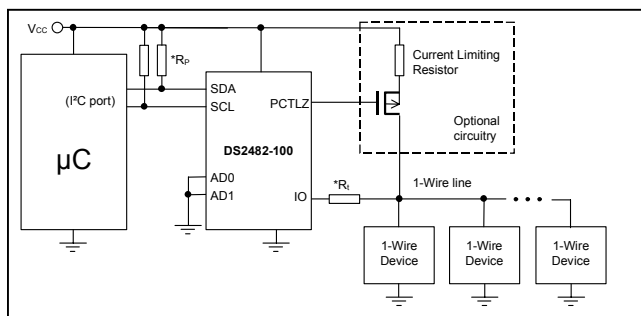 Vcc
*RP
Current Limiting
Resistor
(I²C port)
SDA
SCL
PCTLZ
Optional
circuitry
µC
DS2482-100
AD0
AD1
IO
*Rt
1-Wire line
1-Wire
Device
1-Wire
Device
1-Wire
Device